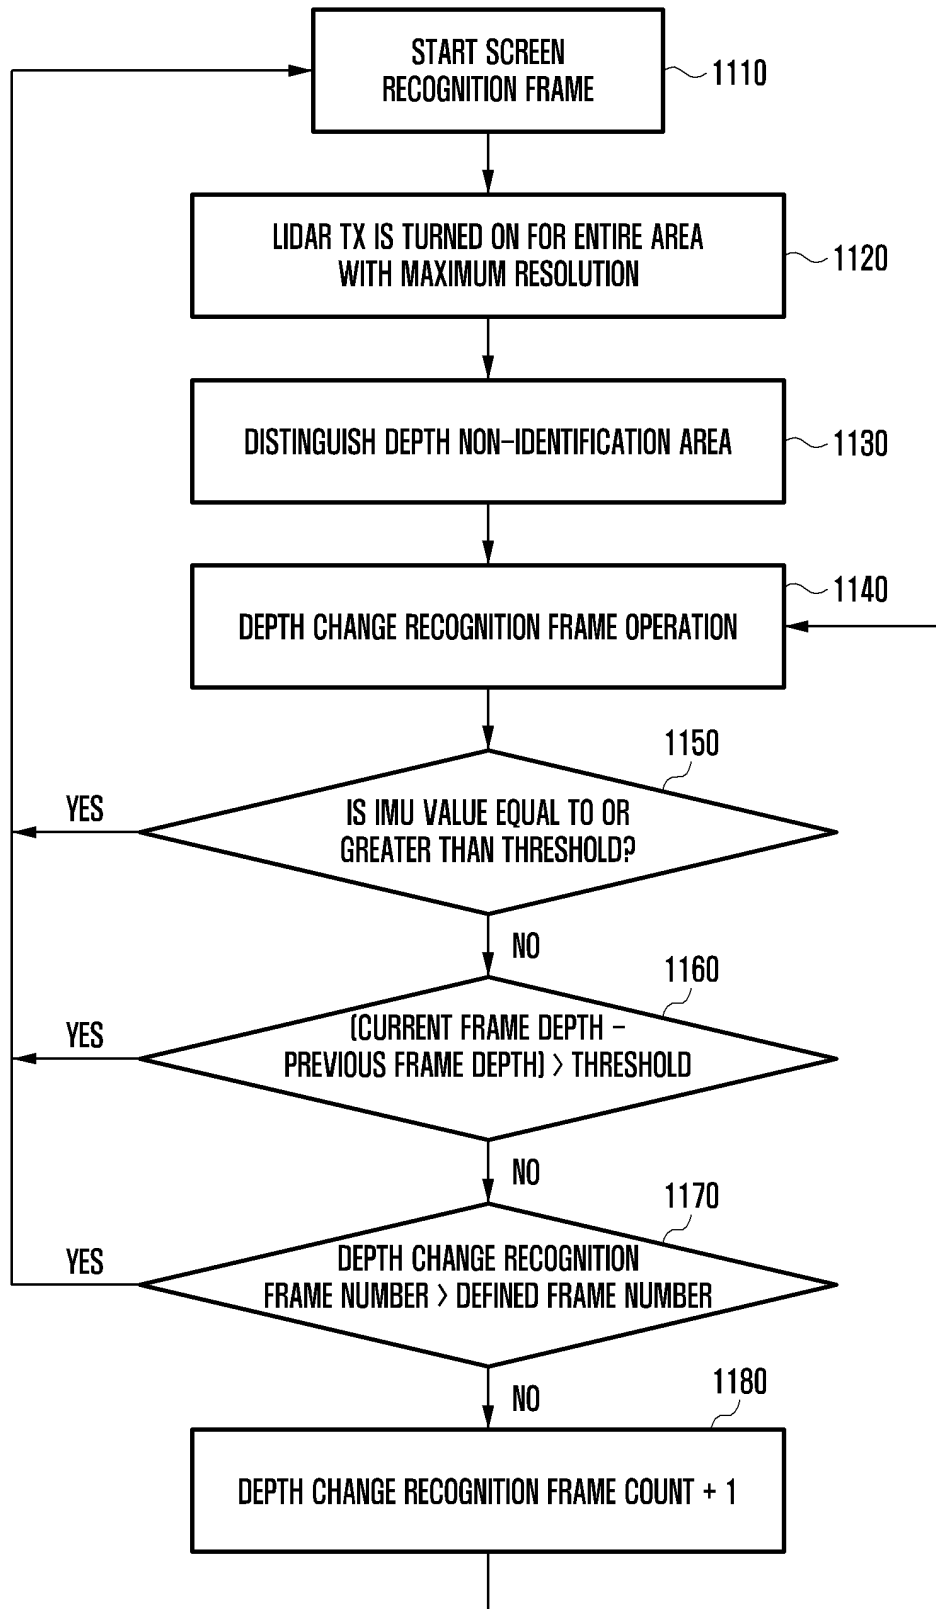 START SCREEN
RECOGNITION FRAME
1110
LIDAR TX IS TURNED ON FOR ENTIRE AREA
WITH MAXIMUM RESOLUTION
1120
DISTINGUISH DEPTH NON-IDENTIFICATION AREA
1130
1140
DEPTH CHANGE RECOGNITION FRAME OPERATION
1150
YES
IS IMU VALUE EQUAL TO OR
GREATER THAN THRESHOLD?
NO
1160
YES
(CURRENT FRAME DEPTH -
PREVIOUS FRAME DEPTH) > THRESHOLD
NO
1170
YES
DEPTH CHANGE RECOGNITION
FRAME NUMBER > DEFINED FRAME NUMBER
NO
1180
DEPTH CHANGE RECOGNITION FRAME COUNT + 1